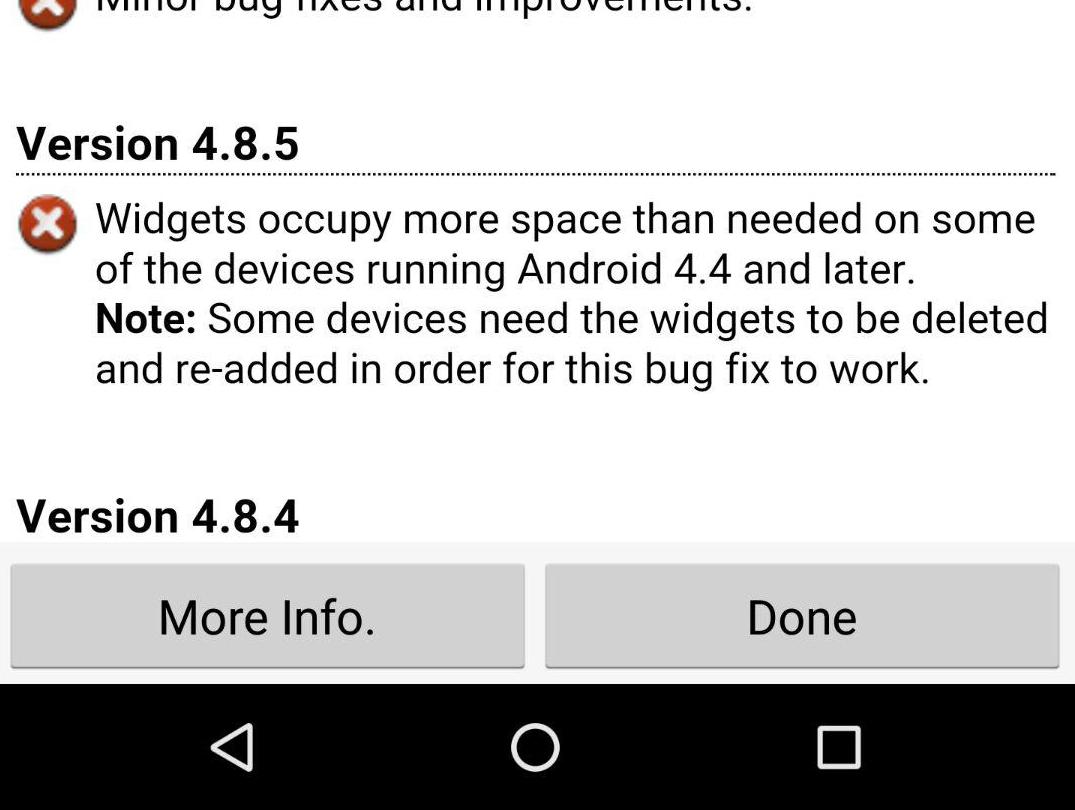 Minor bug fixes and improvements.
Version 4.8.5
Widgets occupy more space than needed on some
of the devices running Android 4.4 and later.
Note: Some devices need the widgets to be deleted
and re-added in order for this bug fix to work.
Version 4.8.4
More Info.
Done